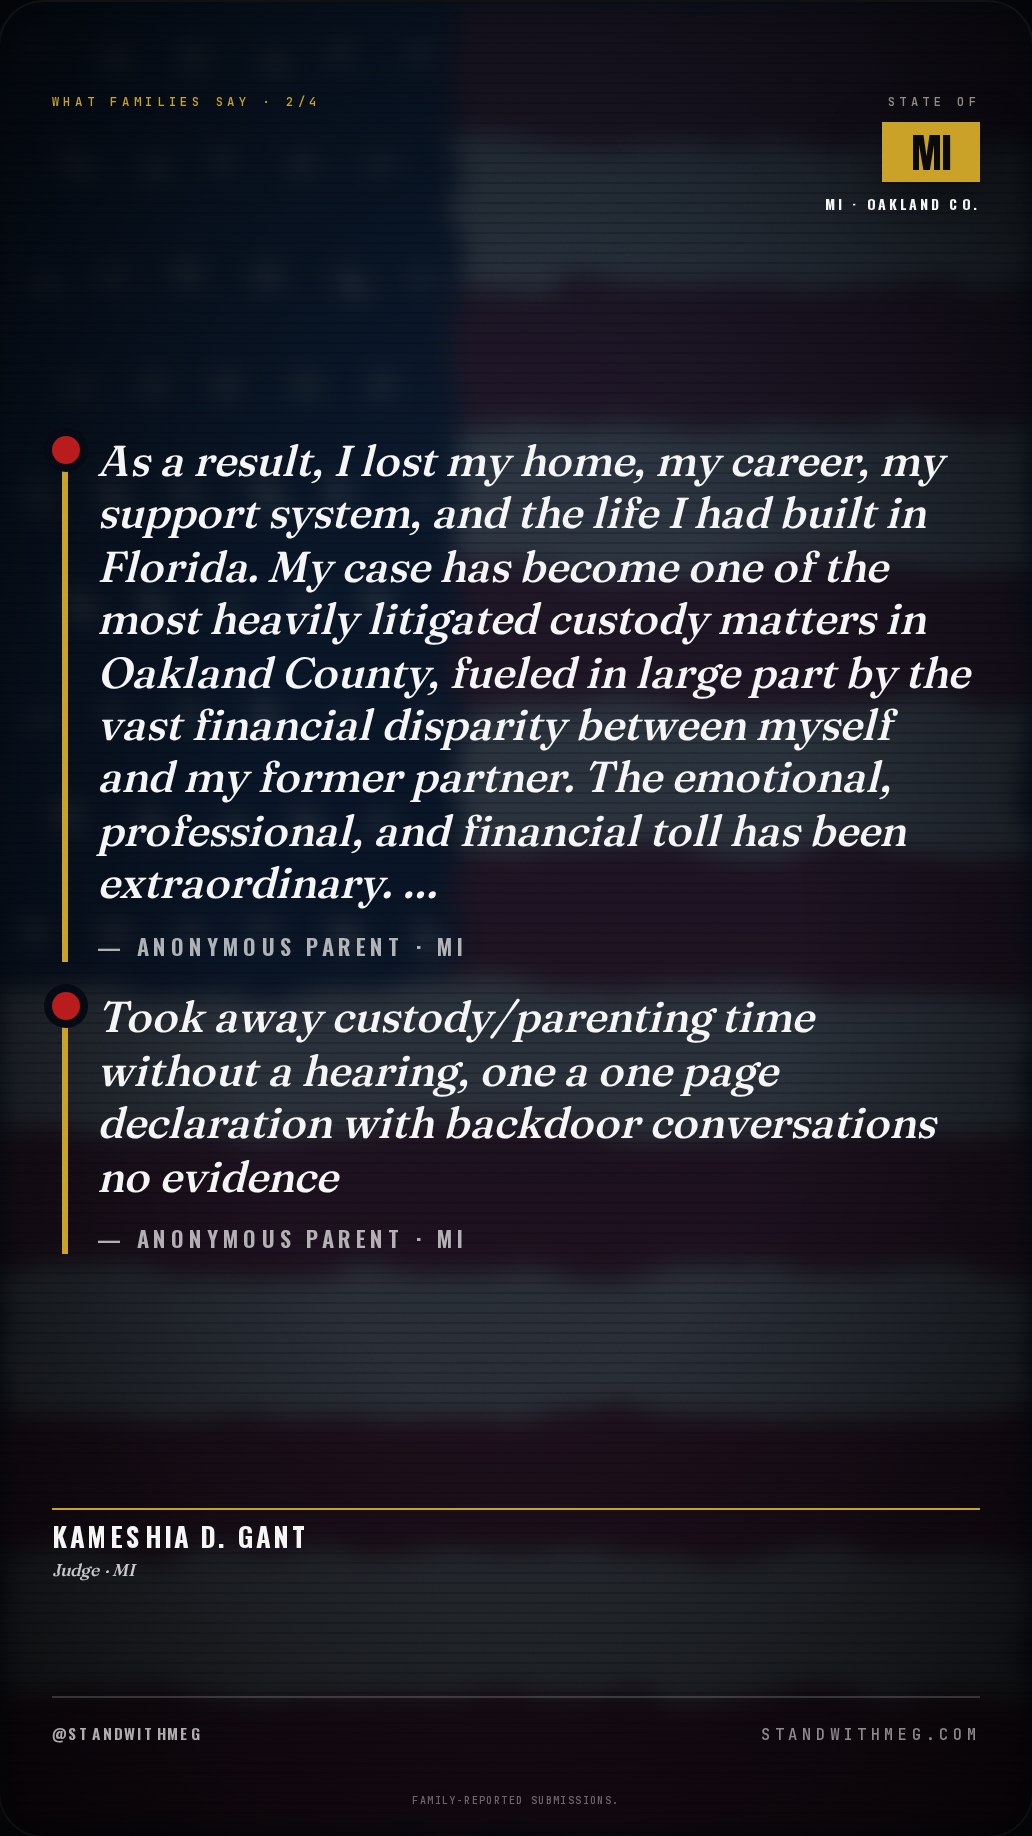 WHAT FAMILIES SAY · 2/4
STATE OF
MI
MI · OAKLAND CO.
As a result, I lost my home, my career, my
support system, and the life I had built in
Florida. My case has become one of the
most heavily litigated custody matters in
Oakland County, fueled in large part by the
vast financial disparity between myself
and my former partner. The emotional,
professional, and financial toll has been
extraordinary. ...
— ANONYMOUS PARENT · MI
Took away custody/parenting time
without a hearing, one a one page
declaration with backdoor conversations
no evidence
— ANONYMOUS PARENT · MI
KAMESHIA D. GANT
Judge · MI
@STANDWITHMEG
STANDWITHMEG.COM
FAMILY-REPORTED SUBMISSIONS.